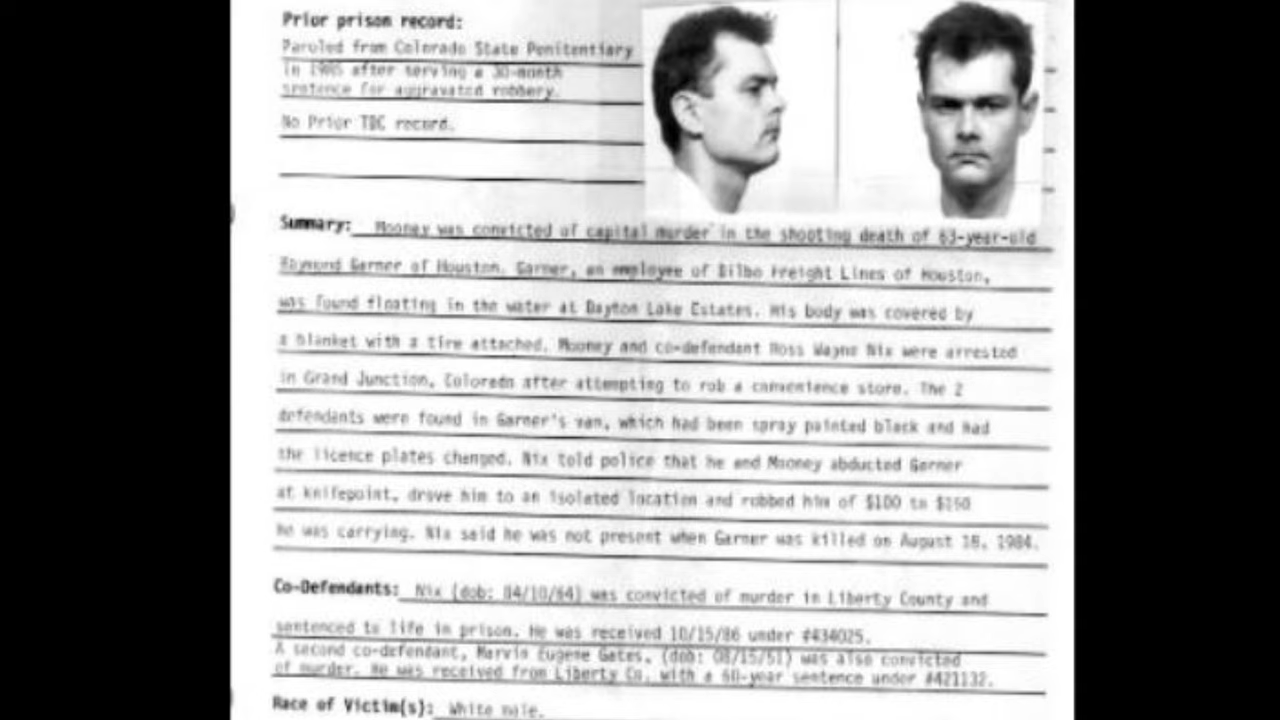 Prior prison record:
Paroled from Colorado State Penitentiary
in 1985 after serving a 30-month
sentence for aggravated robbery.
No Prior TDC record.
Summary: Mooney was convicted of capital murder in the shooting death of 63-year-old
Raymond Garner of Houston. Garner, an employee of Bilbo Freight Lines of Houston,
was found floating in the water at Dayton Lake Estates. His body was covered by
a blanket with a tire attached. Mooney and co-defendant Ross Wayne Nix were arrested
in Grand Junction, Colorado after attempting to rob a convenience store. The 2
defendants were found in Garner's van, which had been spray painted black and had
the licence plates changed. Nix told police that he and Mooney abducted Garner
at knifepoint, drove him to an isolated location and robbed him of $100 to $150
he was carrying. Nix said he was not present when Garner was killed on August 16, 1984.
Co-Defendants: Nix (dob: 04/10/64) was convicted of murder in Liberty County and
sentenced to life in prison. He was received 10/15/86 under #434025.
A second co-defendant, Marvin Eugene Gates, (dob: 08/15/51) was also convicted
of murder. He was received from Liberty Co. with a 60-year sentence under #421132.
Race of Victim(s): White male.